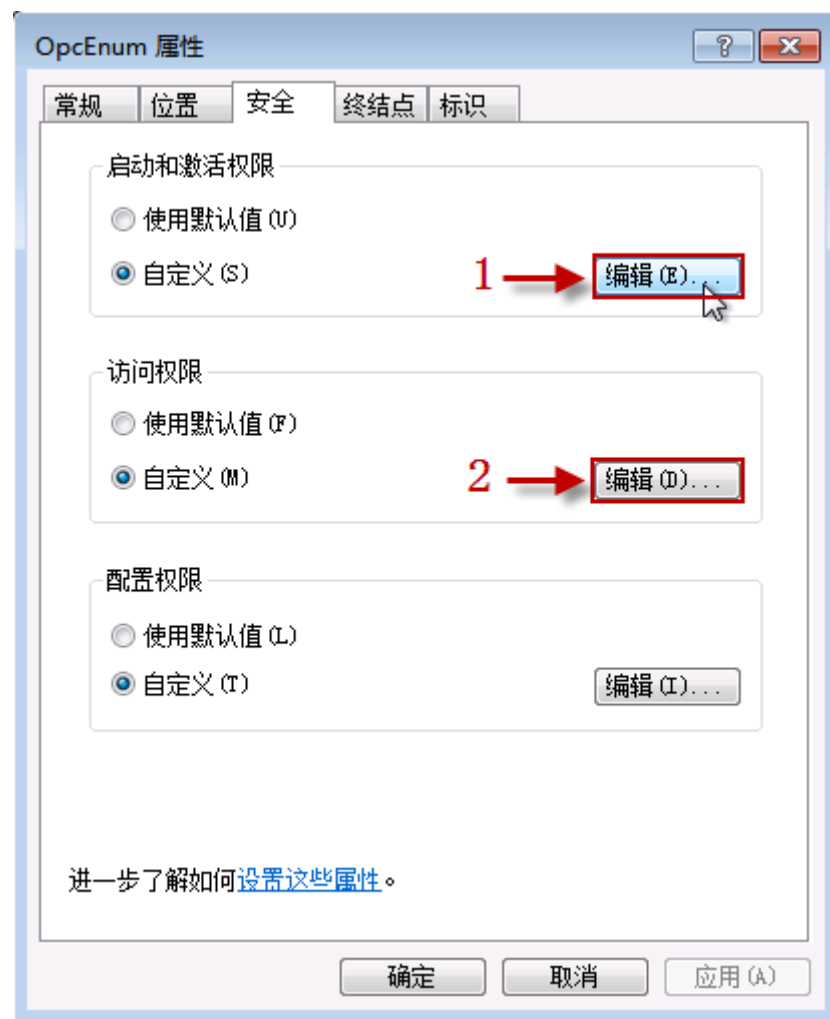 OpcEnum 属性
常规 位置 安全 终结点 标识
启动和激活权限
使用默认值(U)
自定义(S) 1 编辑(E)...
访问权限
使用默认值(F)
自定义(M) 2 编辑(D)...
配置权限
使用默认值(L)
自定义(T) 编辑(I)...
进一步了解如何设置这些属性。
确定 取消 应用(A)